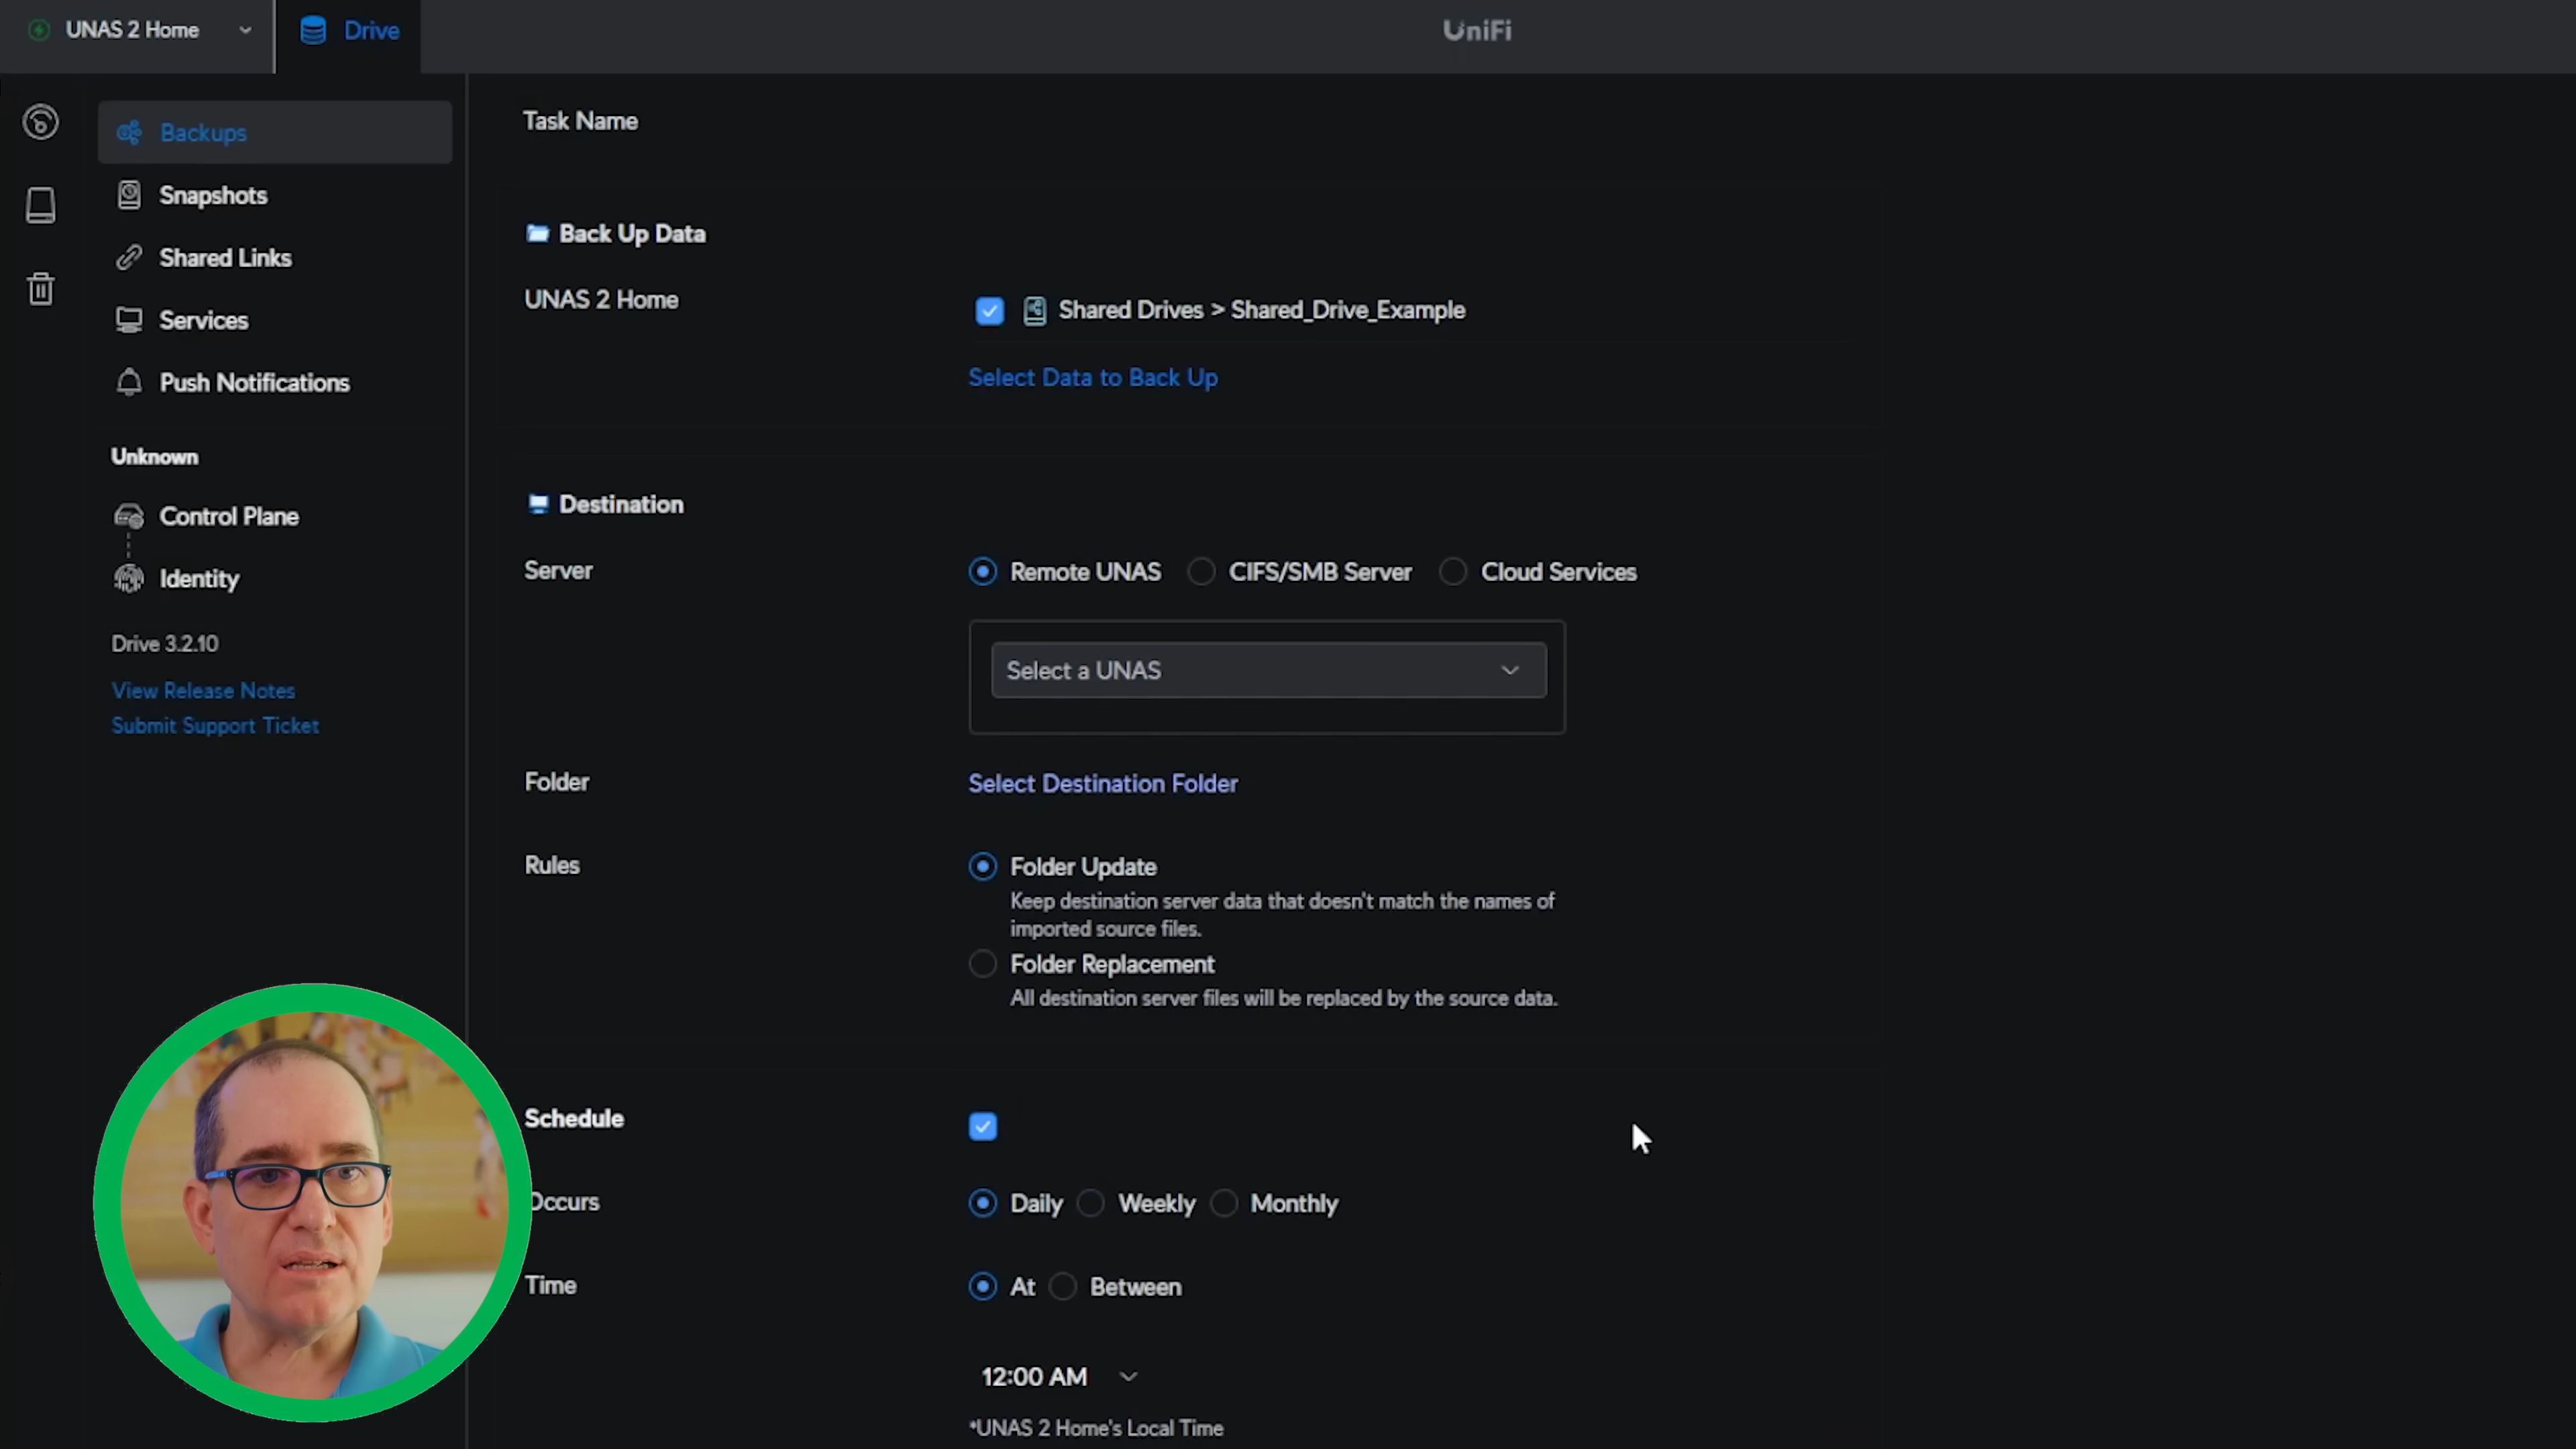 UNAS 2 Home
Drive
UniFi
Backups
Snapshots
Shared Links
Services
Push Notifications
Unknown
Control Plane
Identity
Drive 3.2.10
View Release Notes
Submit Support Ticket
Task Name
Back Up Data
UNAS 2 Home
Shared Drives > Shared_Drive_Example
Select Data to Back Up
Destination
Server
Remote UNAS
CIFS/SMB Server
Cloud Services
Select a UNAS
Folder
Select Destination Folder
Rules
Folder Update
Keep destination server data that doesn't match the names of
imported source files.
Folder Replacement
All destination server files will be replaced by the source data.
Schedule
Occurs
Daily
Weekly
Monthly
Time
At
Between
12:00 AM
*UNAS 2 Home's Local Time